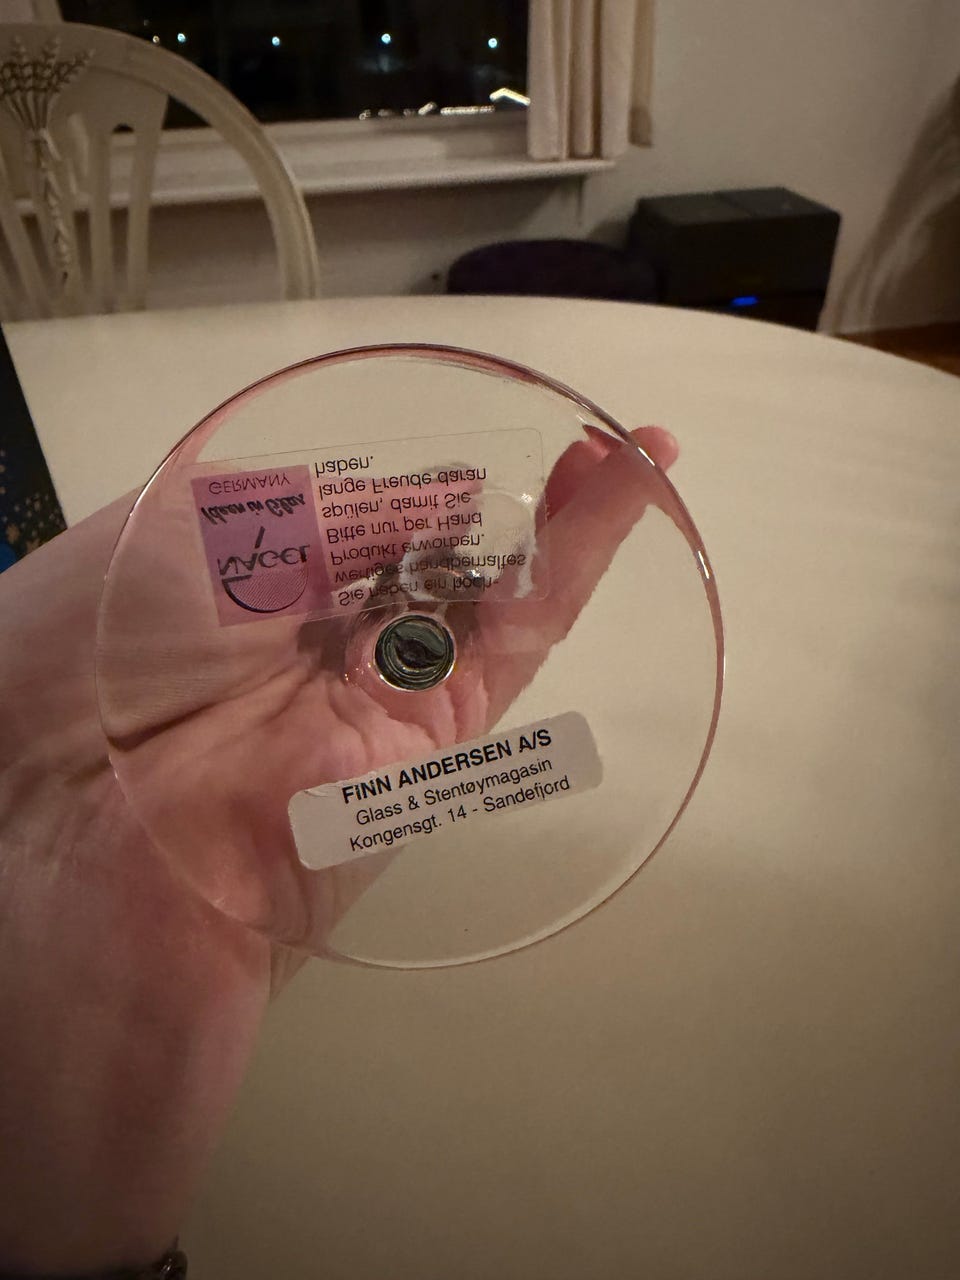 NAGEL
Ideen in Glas
GERMANY
Sie haben ein hoch-
wertiges handbemaltes
Produkt erworben.
Bitte nur per Hand
spülen, damit Sie
lange Freude daran
haben.
FINN ANDERSEN A/S
Glass & Stentøymagasin
Kongensgt. 14 - Sandefjord